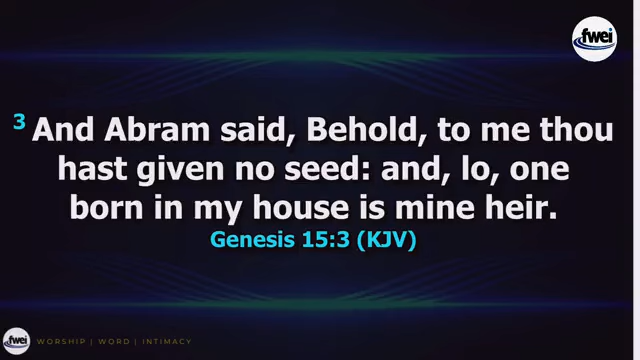 fwei
3 And Abram said, Behold, to me thou
hast given no seed: and, lo, one
born in my house is mine heir.
Genesis 15:3 (KJV)
fwei WORSHIP | WORD | INTIMACY